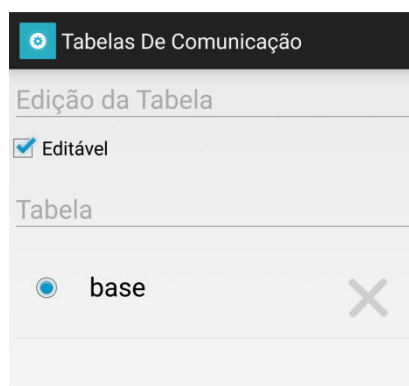 Tabelas De Comunicação
Edição da Tabela
Editável
Tabela
base